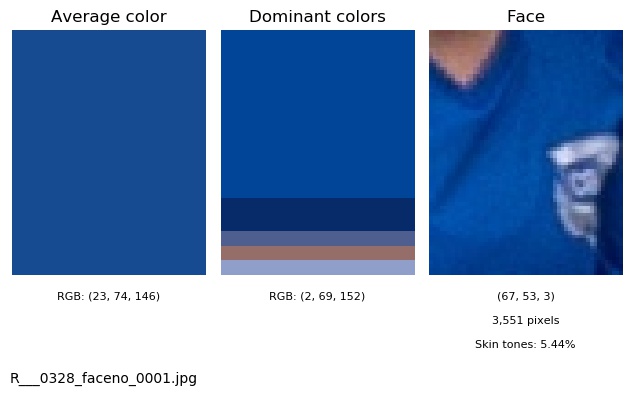 Average color
Dominant colors
Face
RGB: (23, 74, 146)
RGB: (2, 69, 152)
(67, 53, 3)
3,551 pixels
Skin tones: 5.44%
R___0328_faceno_0001.jpg